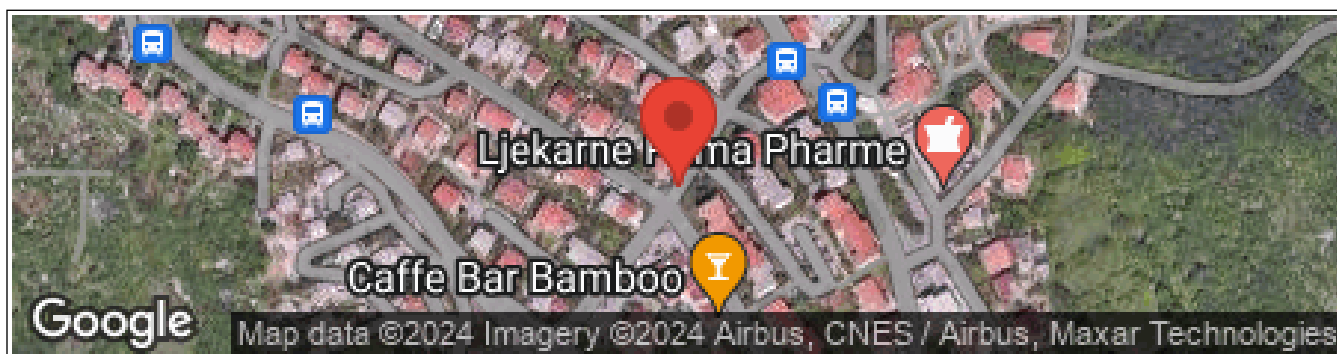 Ljekarne Pharme
Caffe Bar Bamboo
Google
Map data ©2024 Imagery ©2024 Airbus, CNES / Airbus, Maxar Technologies